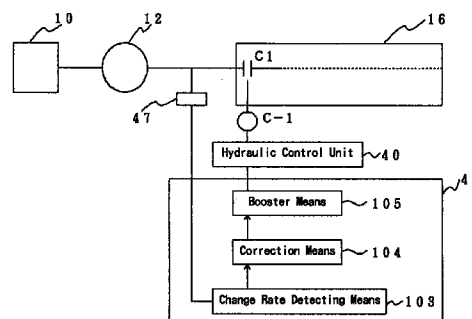 10
12
16
C1
47
C-1
Hydraulic Control Unit
40
4
Booster Means
105
Correction Means
104
Change Rate Detecting Means
103